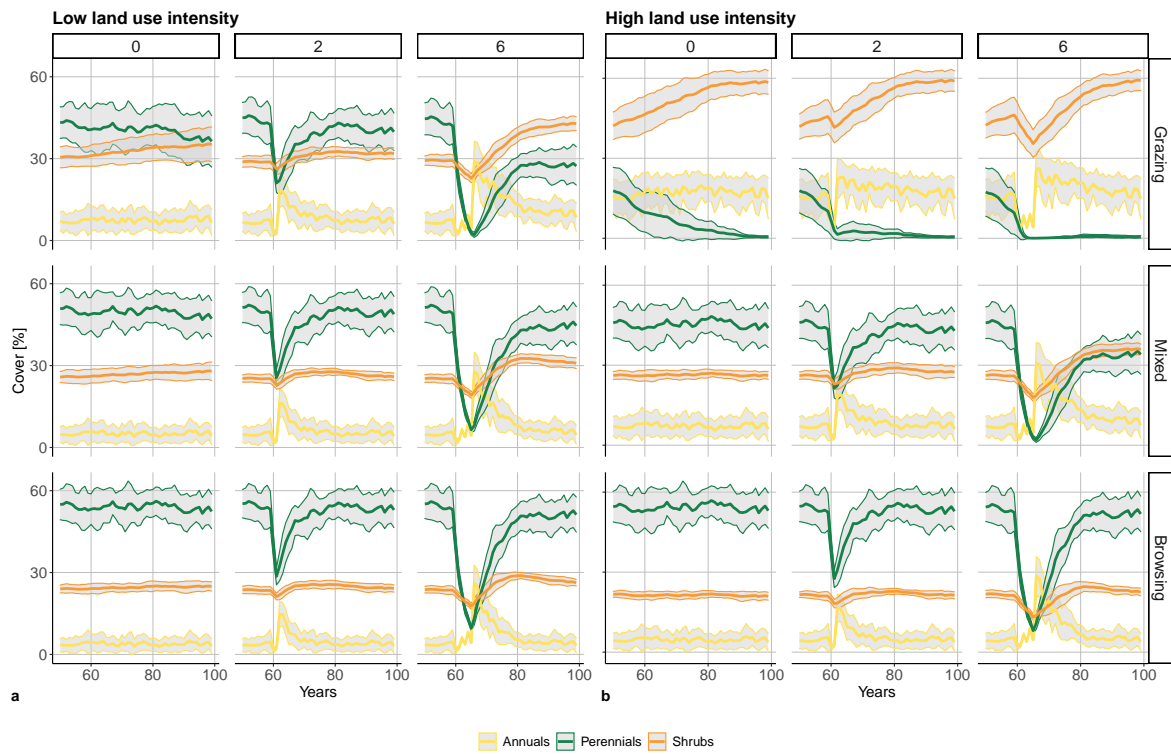 Low land use intensity
High land use intensity
0 2 6 0 2 6
60
30
0
Grazing
60
30
0
Mixed
60
30
0
Browsing
Cover [%]
60 80 100 60 80 100 60 80 100 60 80 100 60 80 100 60 80 100
a Years b Years
Annuals Perennials Shrubs